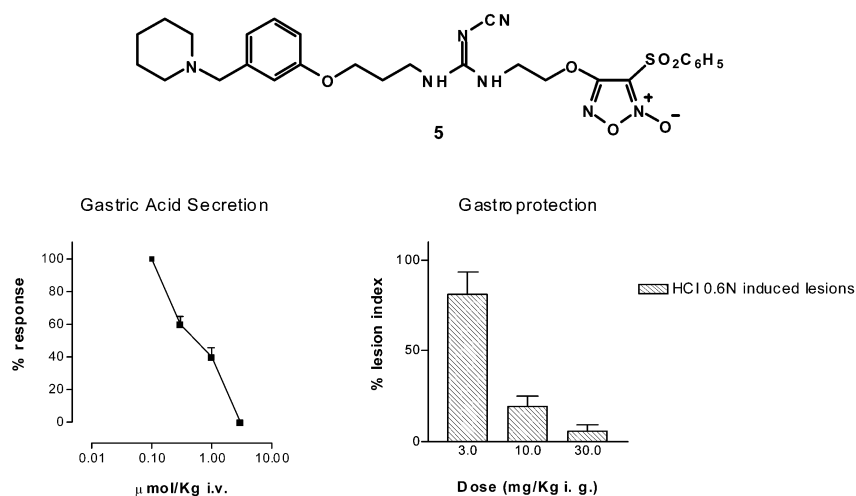 N
O
NH
N
CN
NH
O
SO2C6H5
N
O
N
+
O
−
5
Gastric Acid Secretion
% response
100
80
60
40
20
0
0.01
0.10
1.00
10.00
μ mol/Kg i.v.
Gastroprotection
% lesion index
100
50
0
3.0
10.0
30.0
Dose (mg/Kg i. g.)
HCl 0.6N induced lesions